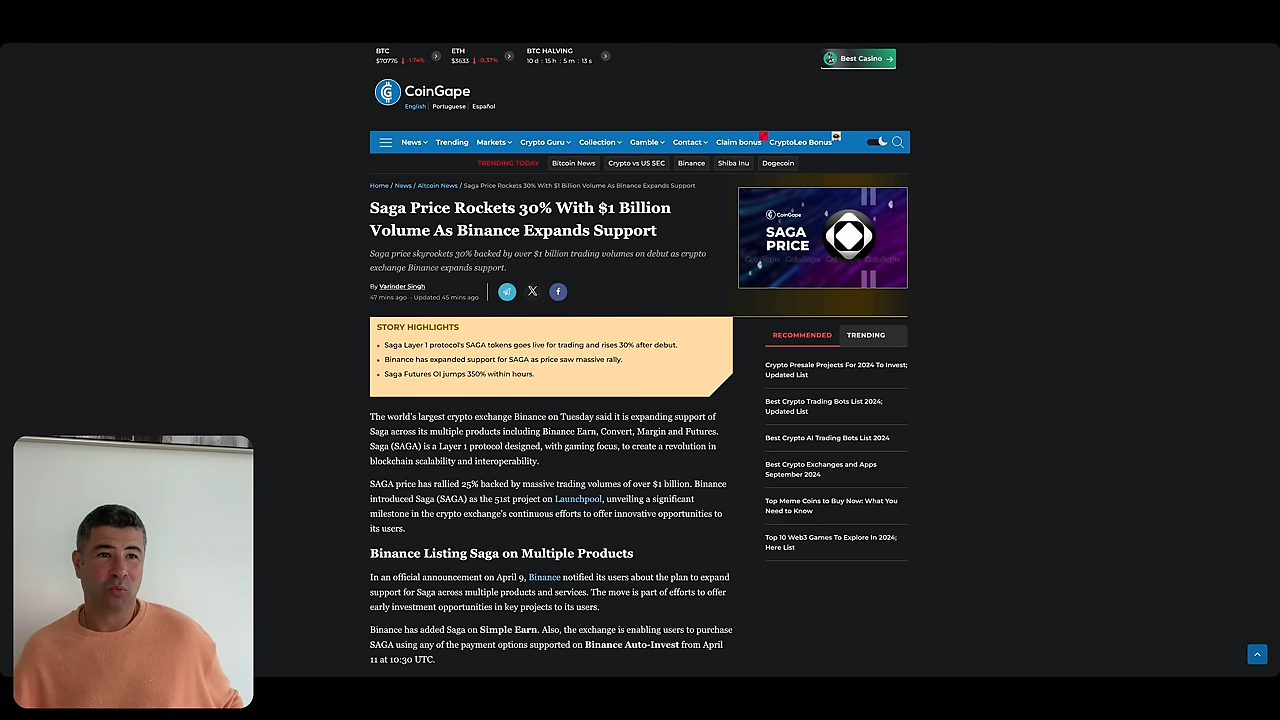 BTC
$70776 -1.74%
ETH
$3633 -0.37%
BTC HALVING
10 d : 15 h : 5 m : 13 s
Best Casino →
CoinGape
English | Portuguese | Español
News Trending Markets Crypto Guru Collection Gamble Contact Claim bonus CryptoLeo Bonus
TRENDING TODAY Bitcoin News Crypto vs US SEC Binance Shiba Inu Dogecoin
Home / News / Altcoin News / Saga Price Rockets 30% With $1 Billion Volume As Binance Expands Support
Saga Price Rockets 30% With $1 Billion
Volume As Binance Expands Support
Saga price skyrockets 30% backed by over $1 billion trading volumes on debut as crypto
exchange Binance expands support.
By Varinder Singh
47 mins ago - Updated 45 mins ago
CoinGape
SAGA
PRICE
STORY HIGHLIGHTS
Saga Layer 1 protocol's SAGA tokens goes live for trading and rises 30% after debut.
Binance has expanded support for SAGA as price saw massive rally.
Saga Futures OI jumps 350% within hours.
The world's largest crypto exchange Binance on Tuesday said it is expanding support of
Saga across its multiple products including Binance Earn, Convert, Margin and Futures.
Saga (SAGA) is a Layer 1 protocol designed, with gaming focus, to create a revolution in
blockchain scalability and interoperability.
SAGA price has rallied 25% backed by massive trading volumes of over $1 billion. Binance
introduced Saga (SAGA) as the 51st project on Launchpool, unveiling a significant
milestone in the crypto exchange's continuous efforts to offer innovative opportunities to
its users.
Binance Listing Saga on Multiple Products
In an official announcement on April 9, Binance notified its users about the plan to expand
support for Saga across multiple products and services. The move is part of efforts to offer
early investment opportunities in key projects to its users.
Binance has added Saga on Simple Earn. Also, the exchange is enabling users to purchase
SAGA using any of the payment options supported on Binance Auto-Invest from April
11 at 10:30 UTC.
RECOMMENDED TRENDING
Crypto Presale Projects For 2024 To Invest;
Updated List
Best Crypto Trading Bots List 2024;
Updated List
Best Crypto AI Trading Bots List 2024
Best Crypto Exchanges and Apps
September 2024
Top Meme Coins to Buy Now: What You
Need to Know
Top 10 Web3 Games To Explore In 2024;
Here List